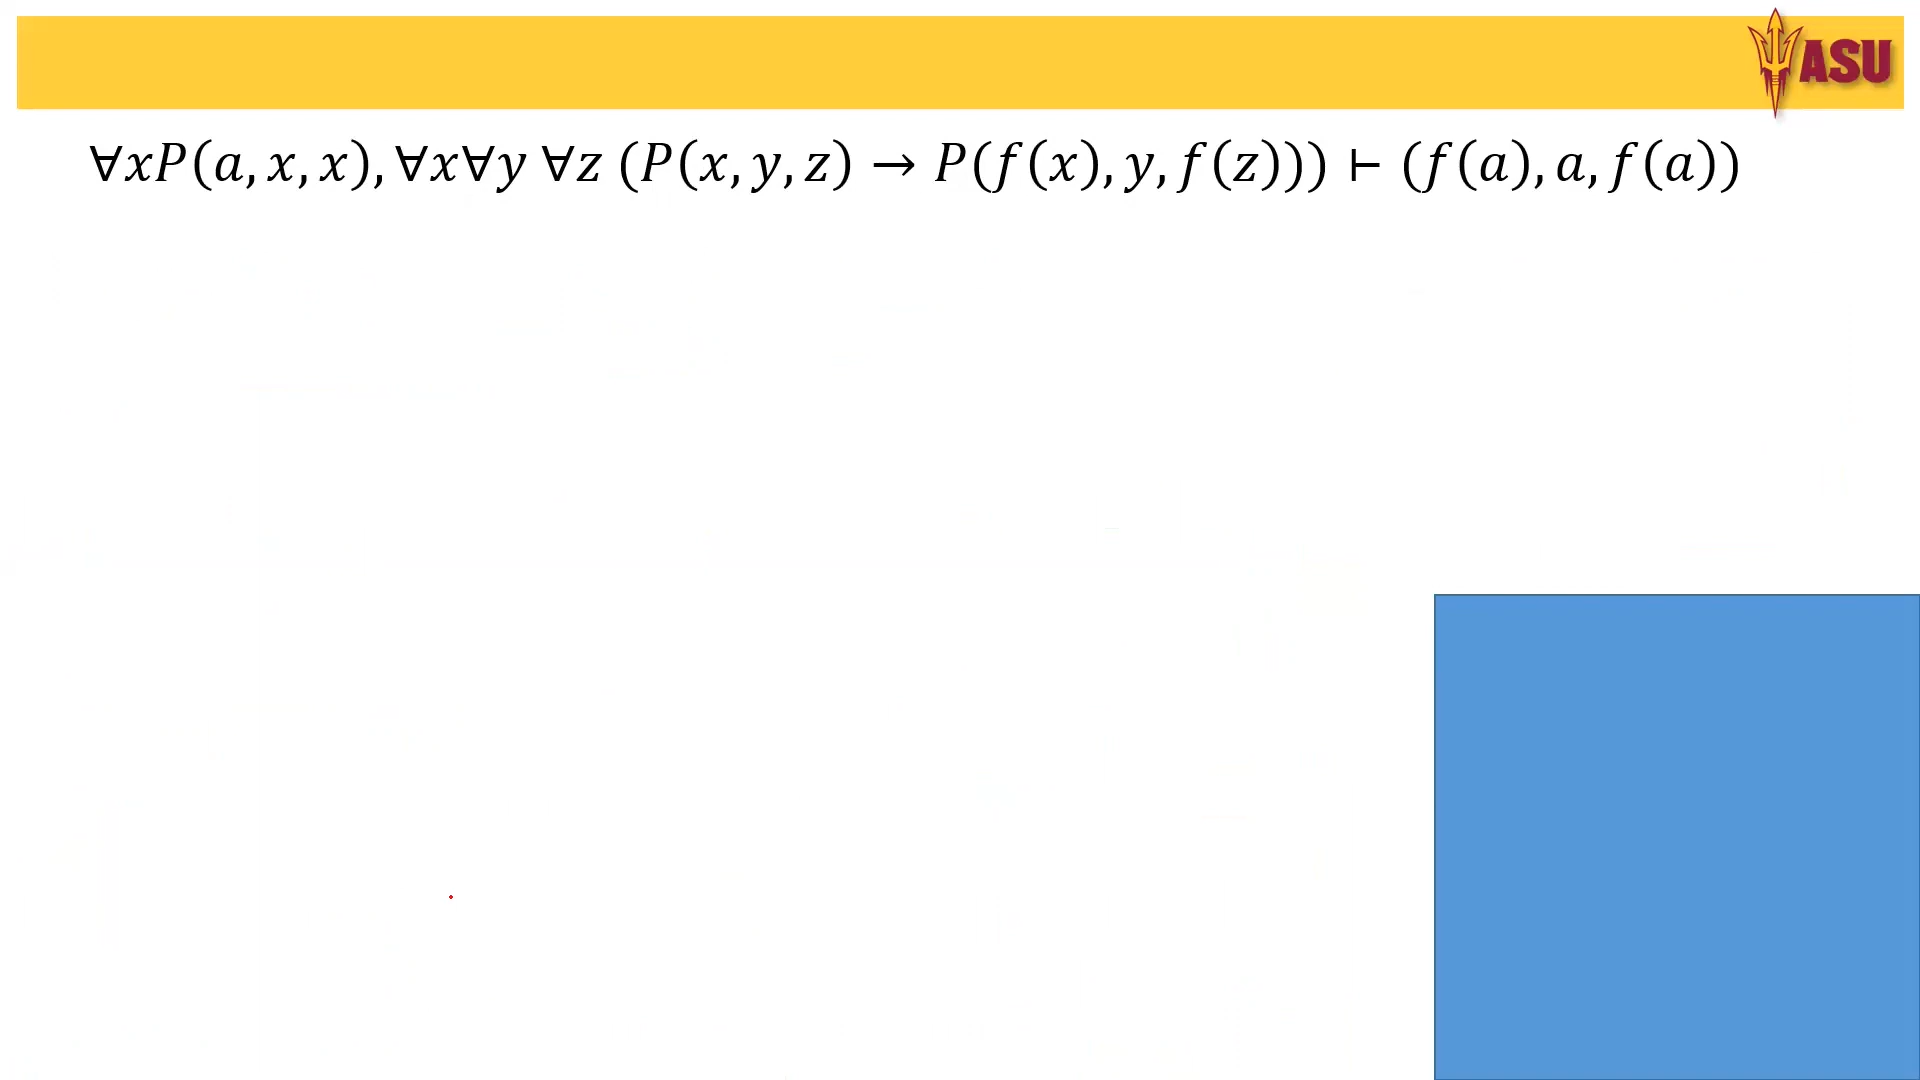 ASU
∀xP(a, x, x), ∀x∀y ∀z (P(x, y, z) → P(f(x), y, f(z))) ⊢ (f(a), a, f(a))